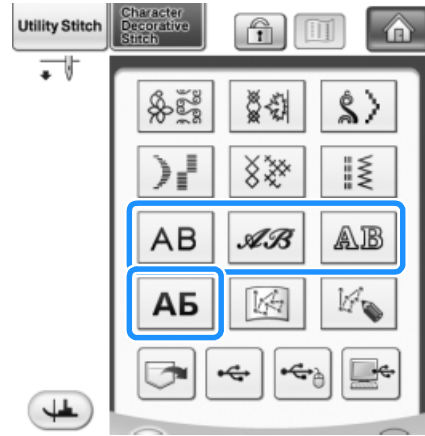 Utility Stitch
Character
Decorative
Stitch
AB
AB
AB
АБ